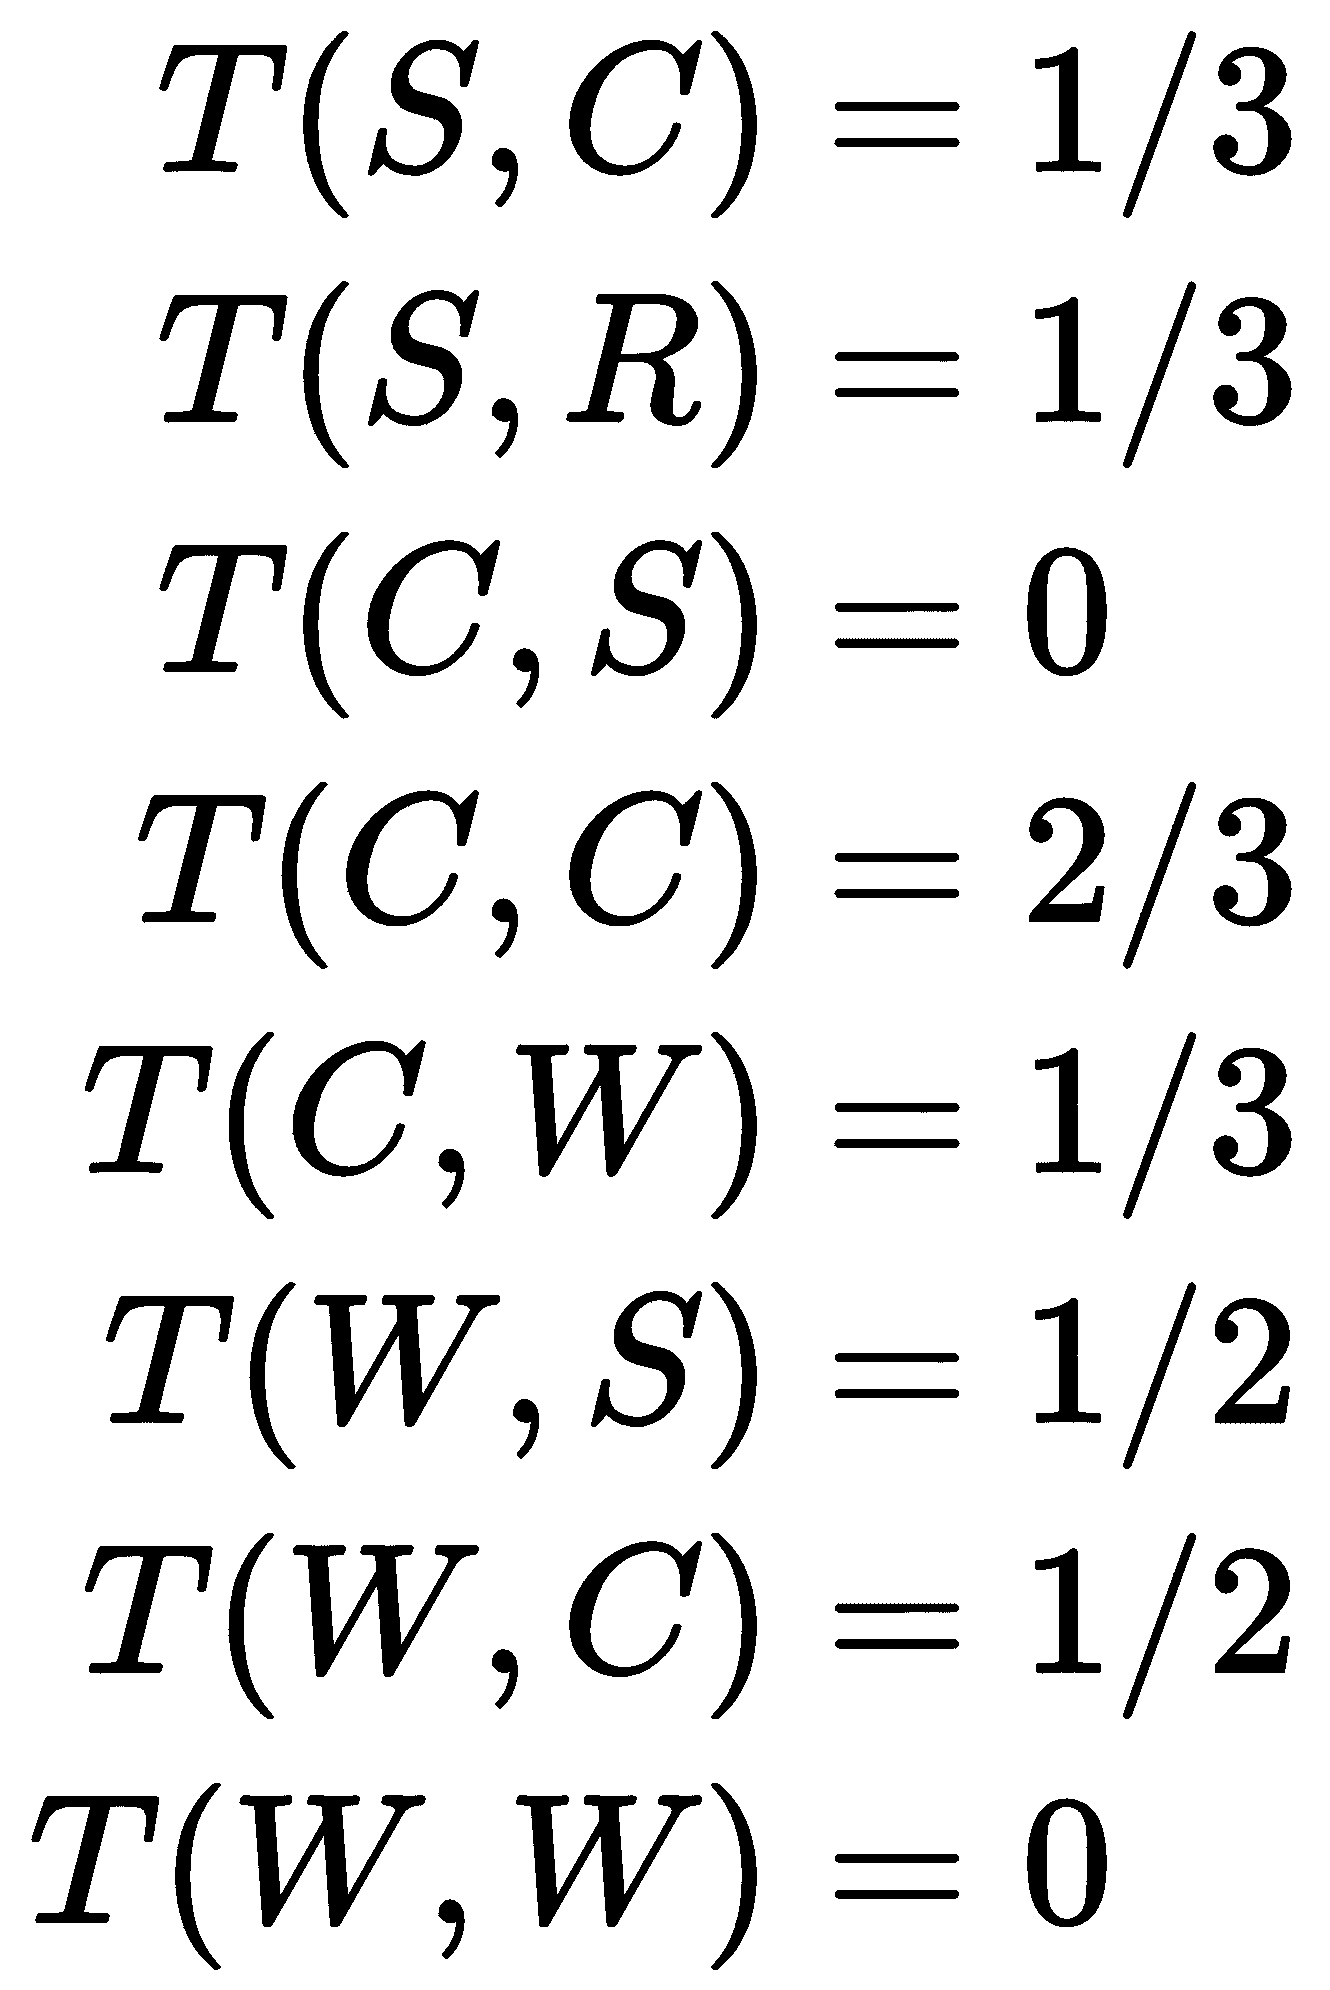 T(S, C) = 1/3
T(S, R) = 1/3
T(C, S) = 0
T(C, C) = 2/3
T(C, W) = 1/3
T(W, S) = 1/2
T(W, C) = 1/2
T(W, W) = 0